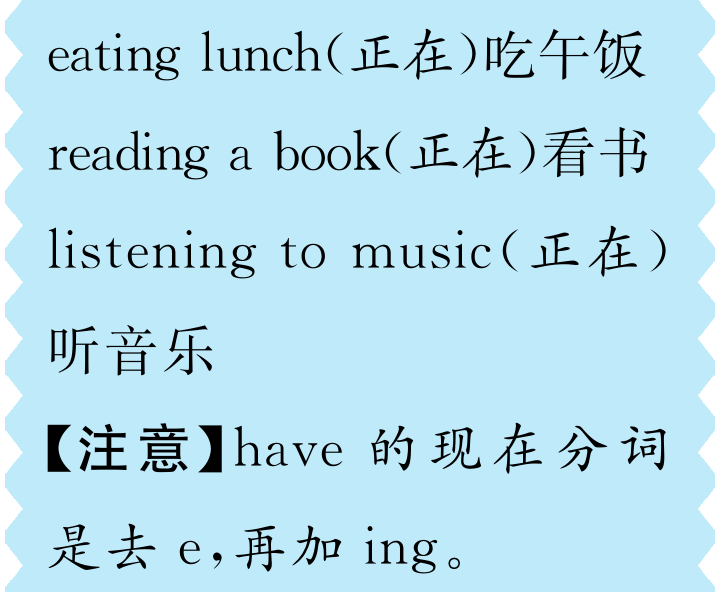 eating lunch(正在)吃午饭
reading a book(正在)看书
listening to music(正在)
听音乐
【注意】have 的现在分词
是去 e,再加 ing。